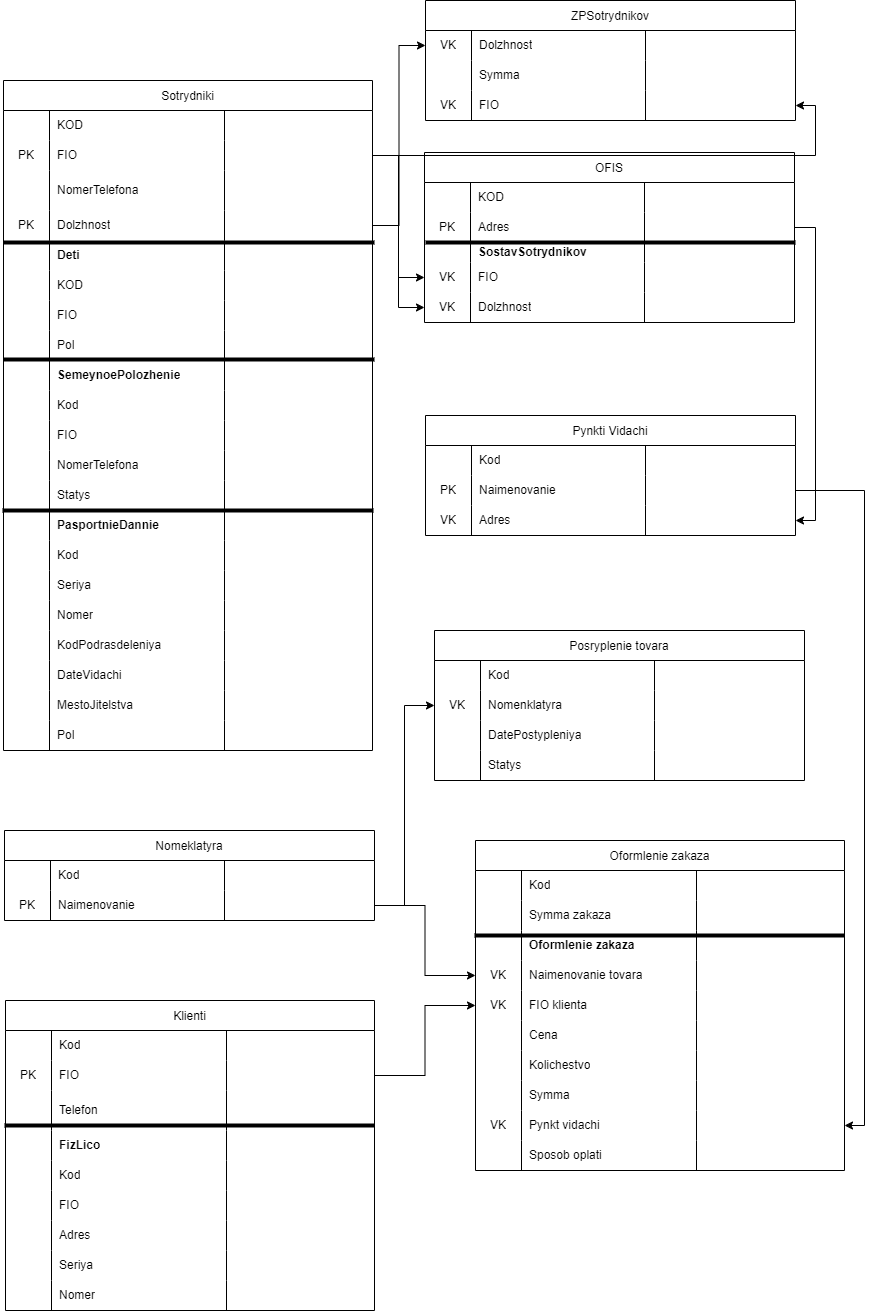 ZPSotrydnikov
VK Dolzhnost
Symma
VK FIO
Sotrydniki
KOD
PK FIO
NomerTelefona
PK Dolzhnost
Deti
KOD
FIO
Pol
SemeynoePolozhenie
Kod
FIO
NomerTelefona
Statys
PasportnieDannie
Kod
Seriya
Nomer
KodPodrasdeleniya
DateVidachi
MestoJitelstva
Pol
OFIS
KOD
PK Adres
SostavSotrydnikov
VK FIO
VK Dolzhnost
Pynkti Vidachi
Kod
PK Naimenovanie
VK Adres
Posryplenie tovara
Kod
VK Nomenklatyra
DatePostypleniya
Statys
Nomeklatyra
Kod
PK Naimenovanie
Oformlenie zakaza
Kod
Symma zakaza
Oformlenie zakaza
VK Naimenovanie tovara
VK FIO klienta
Cena
Kolichestvo
Symma
VK Pynkt vidachi
Sposob oplati
Klienti
Kod
PK FIO
Telefon
FizLico
Kod
FIO
Adres
Seriya
Nomer